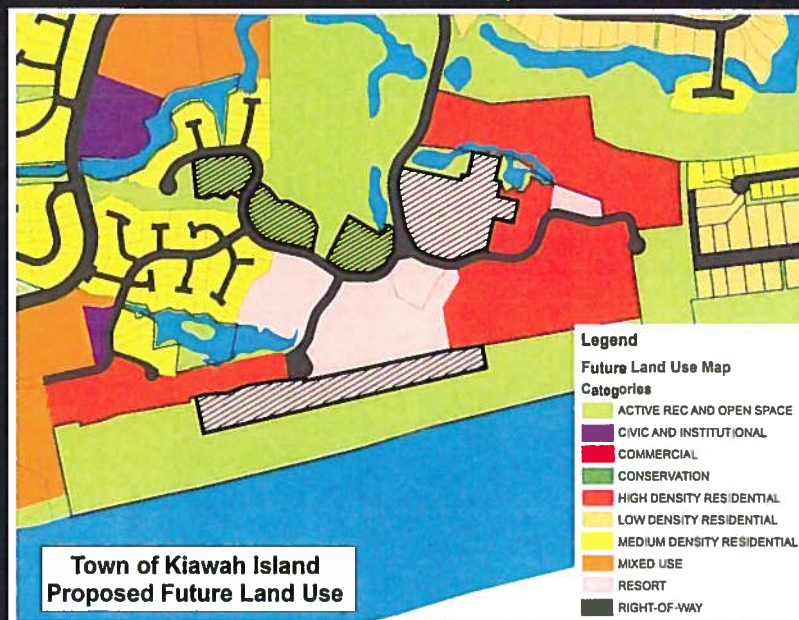 Legend
Future Land Use Map
Categories
ACTIVE REC AND OPEN SPACE
CIVIC AND INSTITUTIONAL
COMMERCIAL
CONSERVATION
HIGH DENSITY RESIDENTIAL
LOW DENSITY RESIDENTIAL
MEDIUM DENSITY RESIDENTIAL
MIXED USE
RESORT
RIGHT-OF-WAY
Town of Kiawah Island
Proposed Future Land Use